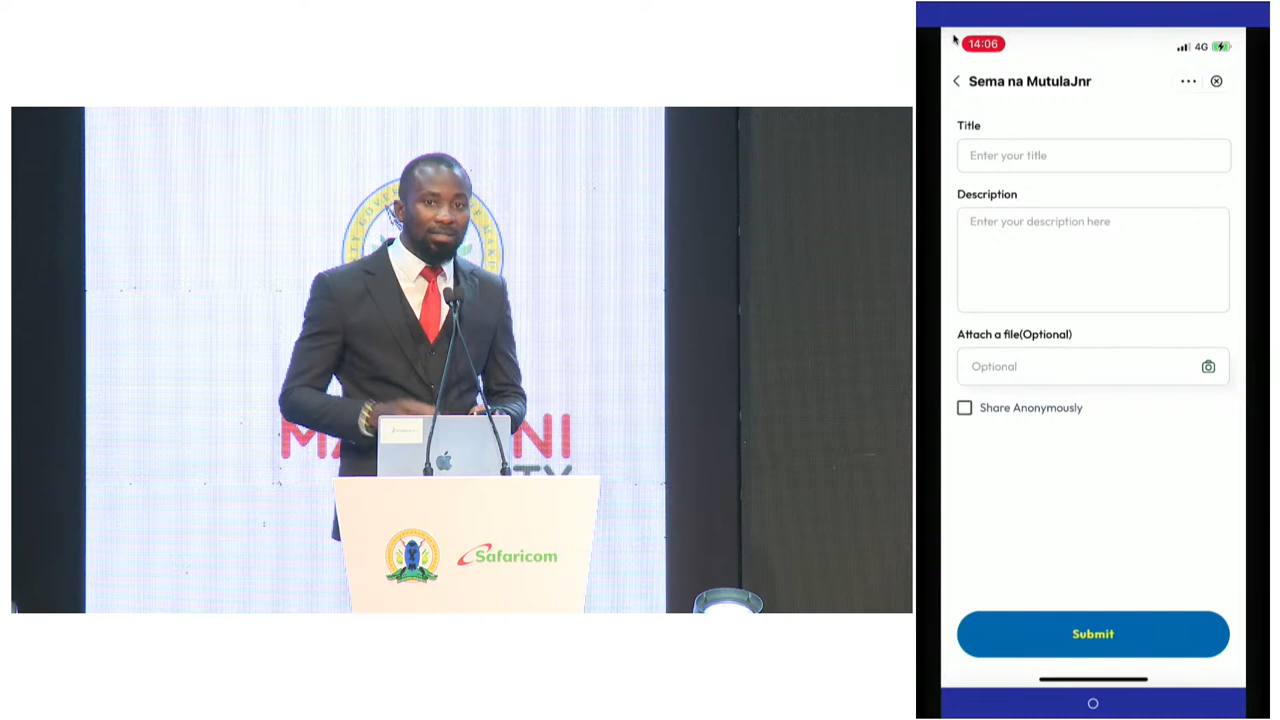 Safaricom
14:06
4G
Sema na MutulaJnr
Title
Enter your title
Description
Enter your description here
Attach a file(Optional)
Optional
Share Anonymously
Submit